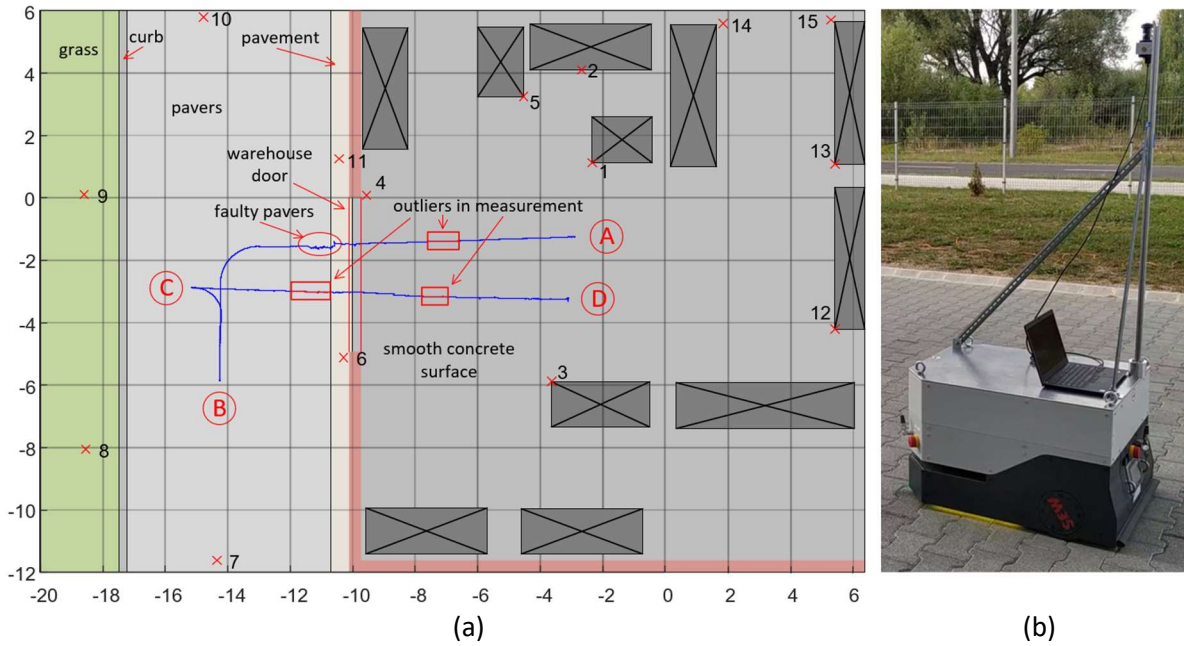 6
4
2
0
-2
-4
-6
-8
-10
-12
-20
-18
-16
-14
-12
-10
-8
-6
-4
-2
0
2
4
6
grass
curb
10
pavement
pavers
warehouse
door
faulty pavers
outliers in measurement
smooth concrete
surface
14
15
2
5
11
1
13
4
9
A
C
D
12
6
3
B
8
7
(a)
SEW
(b)